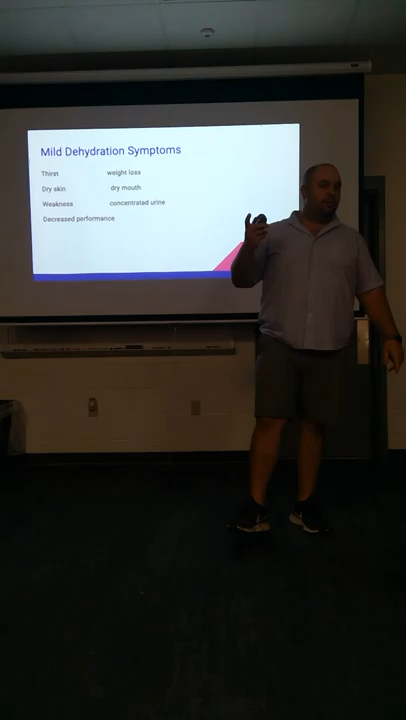 Mild Dehydration Symptoms
Thirst weight loss
Dry skin dry mouth
Weakness concentrated urine
Decreased performance